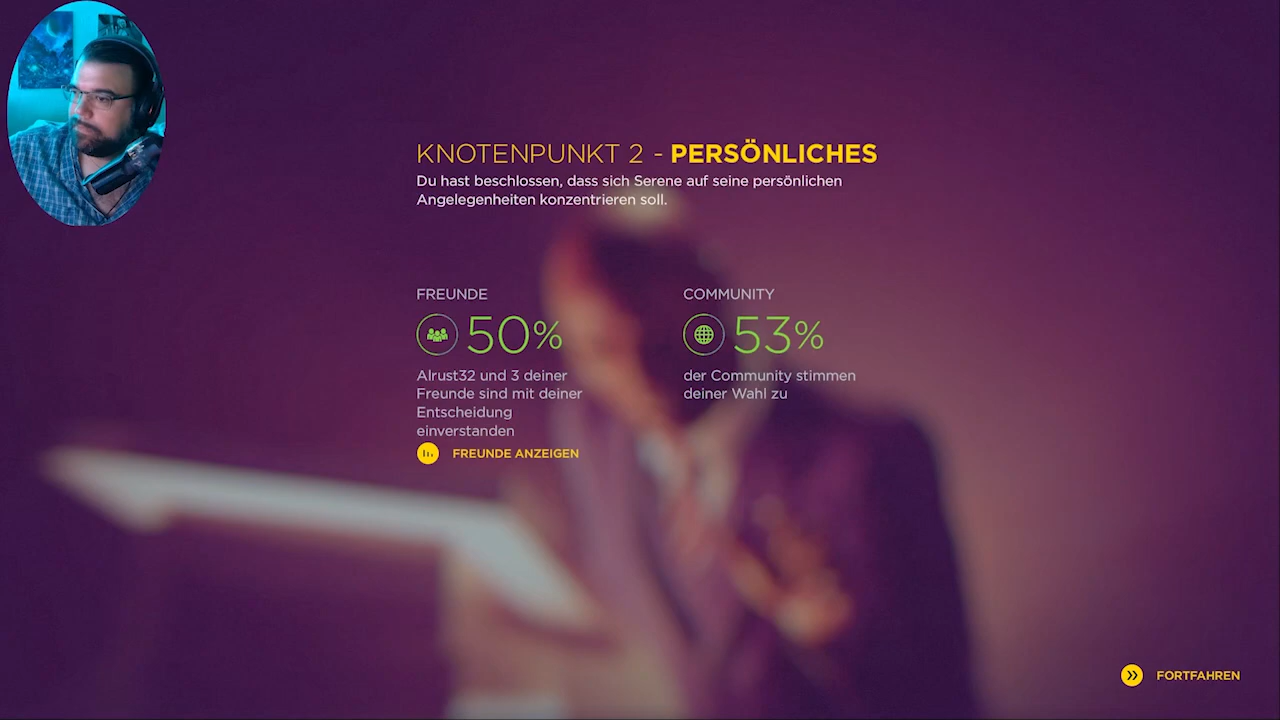 KNOTENPUNKT 2 - PERSÖNLICHES
Du hast beschlossen, dass sich Serene auf seine persönlichen
Angelegenheiten konzentrieren soll.
FREUNDE
50%
Alrust32 und 3 deiner
Freunde sind mit deiner
Entscheidung
einverstanden
FREUNDE ANZEIGEN
COMMUNITY
53%
der Community stimmen
deiner Wahl zu
FORTFAHREN